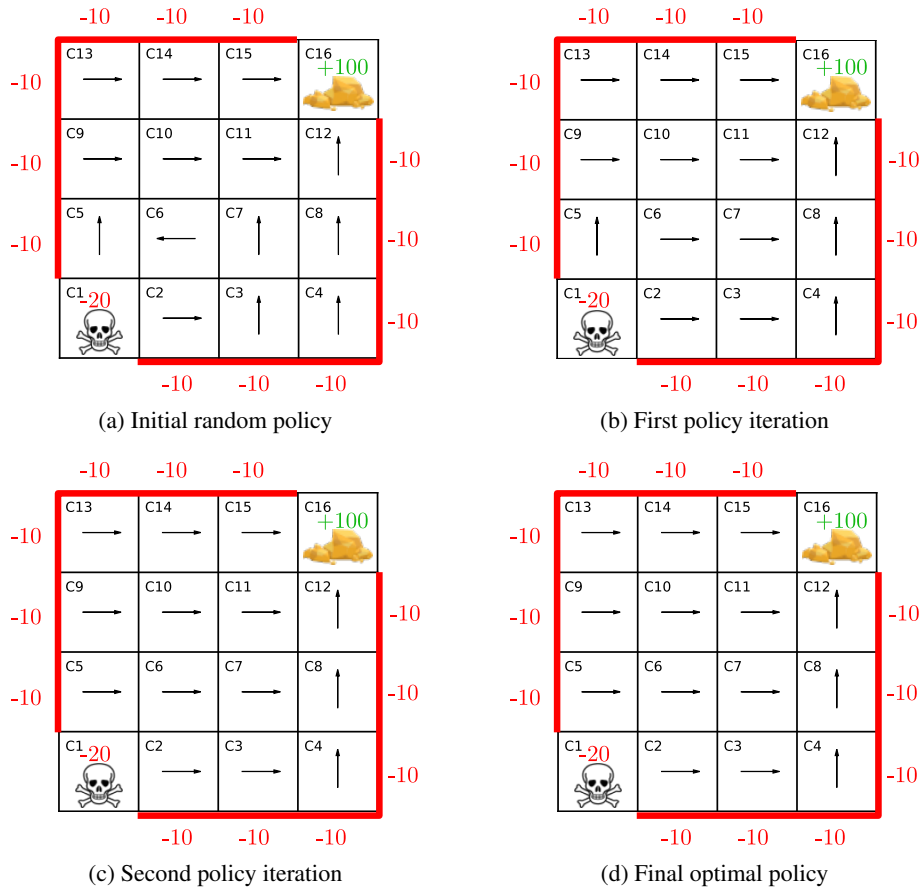 -10 -10 -10
-10 -10 -10
C13 C14 C15 C16
+100
C13 C14 C15 C16
+100
-10
-10
C9 C10 C11 C12
C9 C10 C11 C12
-10 -10
-10 -10
C5 C6 C7 C8
C5 C6 C7 C8
-10 -10
-10 -10
C1 C2 C3 C4
-20
C1 C2 C3 C4
-20
-10
-10
-10 -10 -10
-10 -10 -10
(a) Initial random policy
(b) First policy iteration
-10 -10 -10
-10 -10 -10
C13 C14 C15 C16
+100
C13 C14 C15 C16
+100
-10
-10
C9 C10 C11 C12
C9 C10 C11 C12
-10 -10
-10 -10
C5 C6 C7 C8
C5 C6 C7 C8
-10 -10
-10 -10
C1 C2 C3 C4
-20
C1 C2 C3 C4
-20
-10
-10
-10 -10 -10
-10 -10 -10
(c) Second policy iteration
(d) Final optimal policy